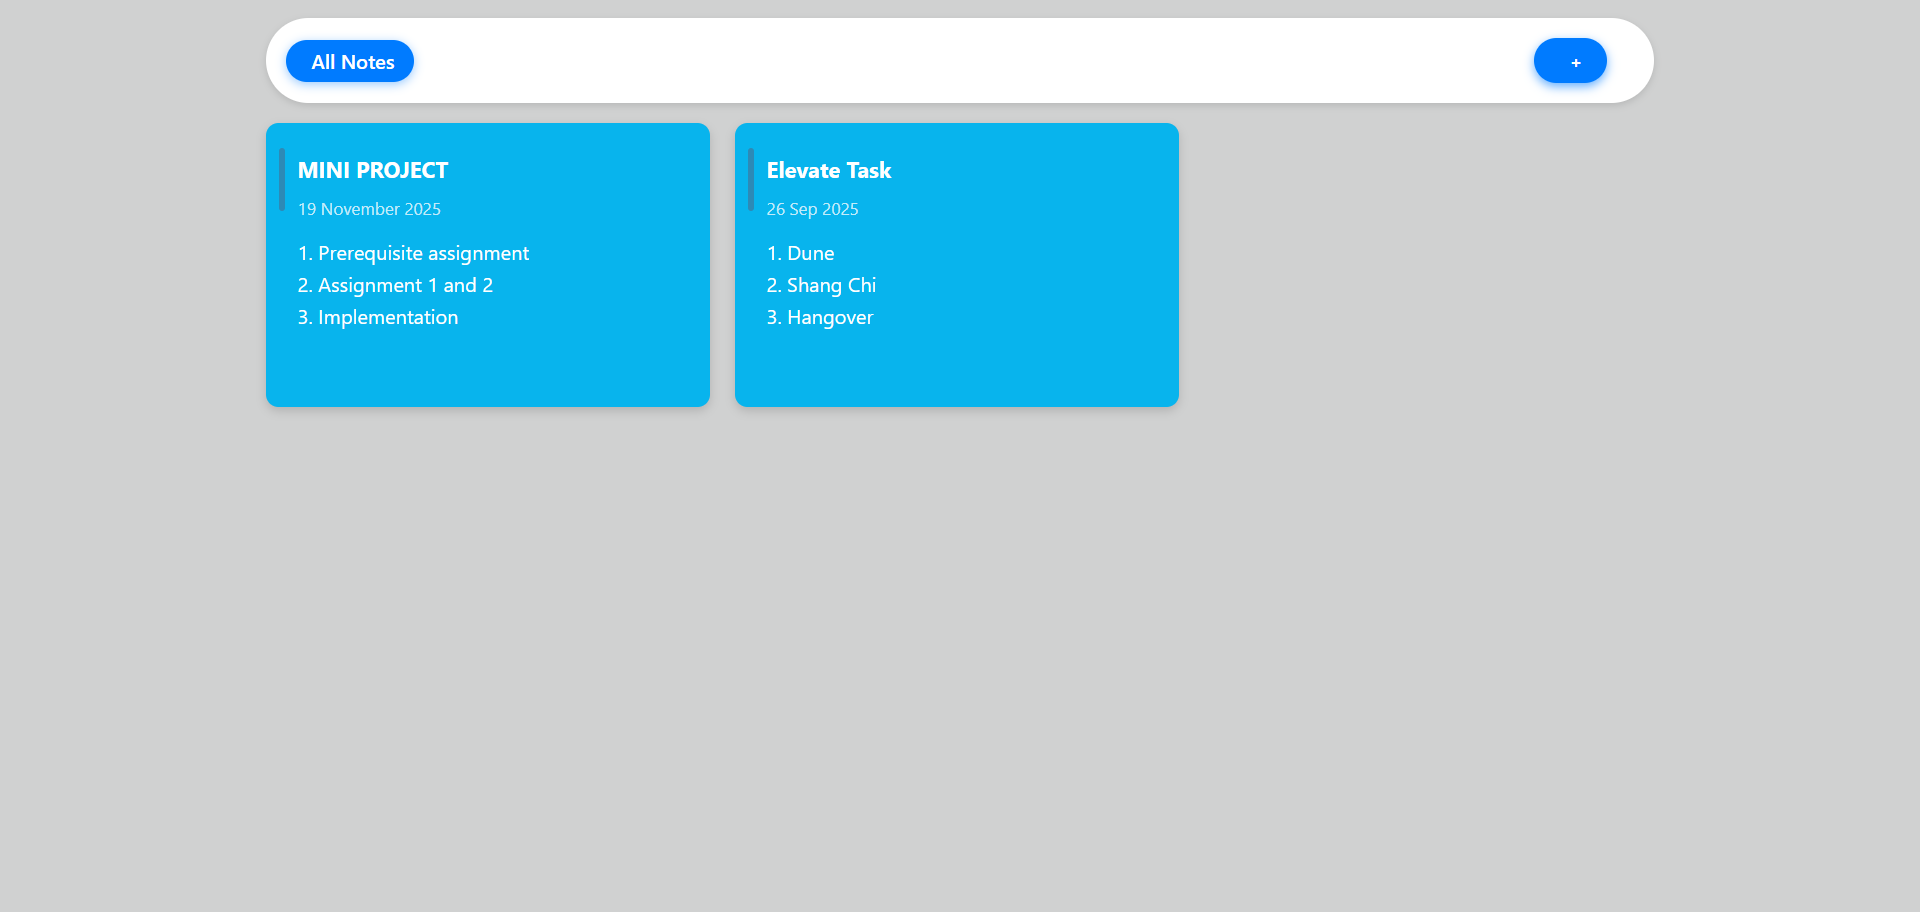 All Notes
+
MINI PROJECT
19 November 2025
1. Prerequisite assignment
2. Assignment 1 and 2
3. Implementation
Elevate Task
26 Sep 2025
1. Dune
2. Shang Chi
3. Hangover